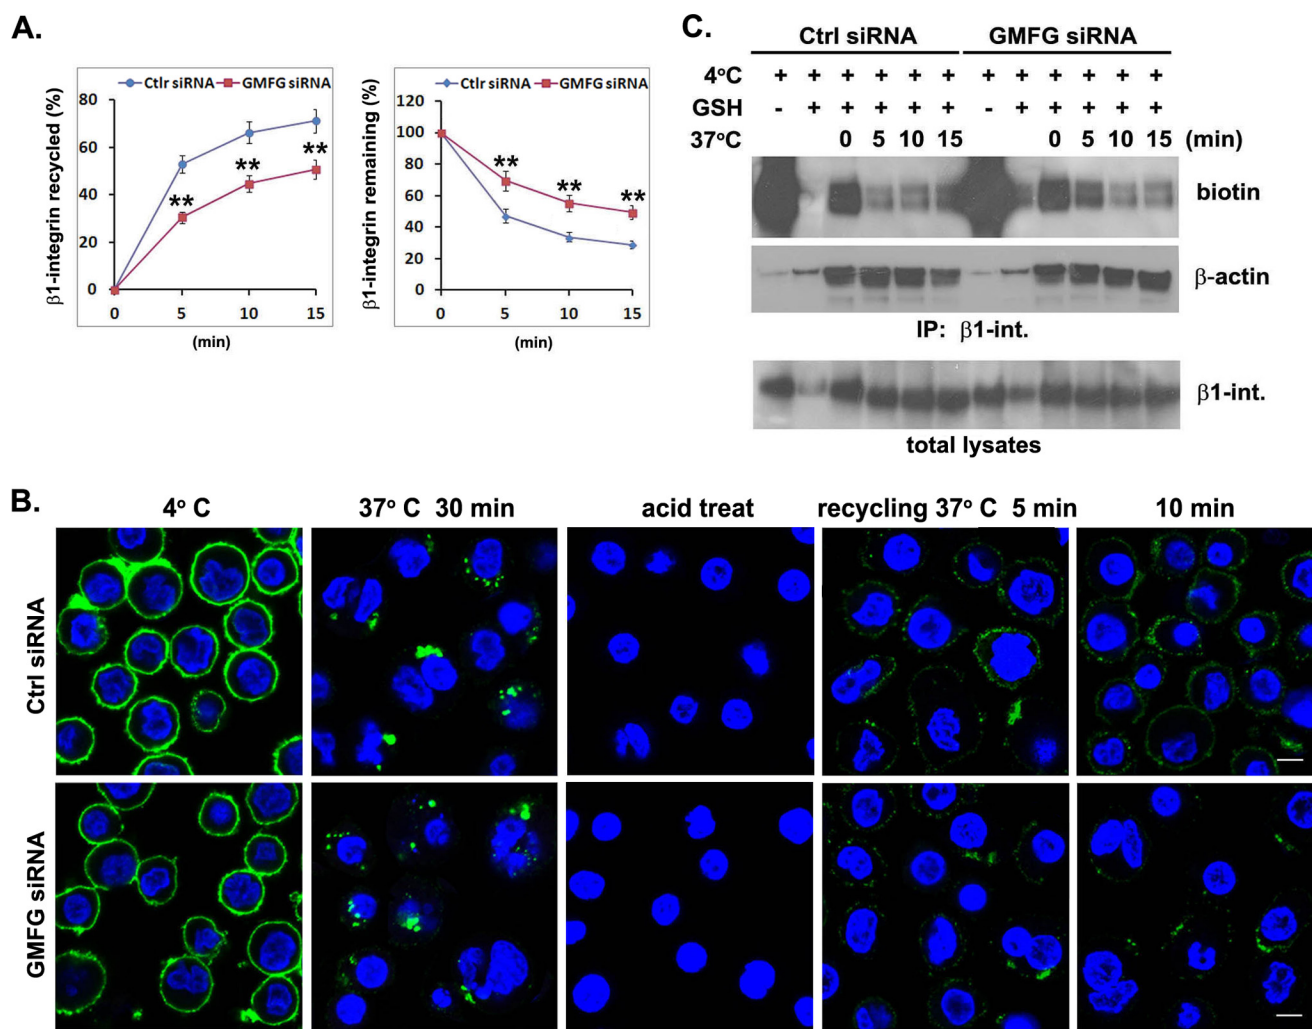 A.
β1-integrin recycled (%)
Ctlr siRNA GMFG siRNA
80
60
40
20
0
** ** **
0 5 10 15
(min)
β1-integrin remaining (%)
Ctlr siRNA GMFG siRNA
120
100
80
60
40
20
0
** ** **
0 5 10 15
(min)
C.
Ctrl siRNA GMFG siRNA
4°C + + + + + + + + + + + +
GSH - + + + + + - + + + + +
37°C 0 5 10 15 0 5 10 15 (min)
biotin
β-actin
IP: β1-int.
β1-int.
total lysates
B.
4° C 37° C 30 min acid treat recycling 37° C 5 min 10 min
Ctrl siRNA
GMFG siRNA